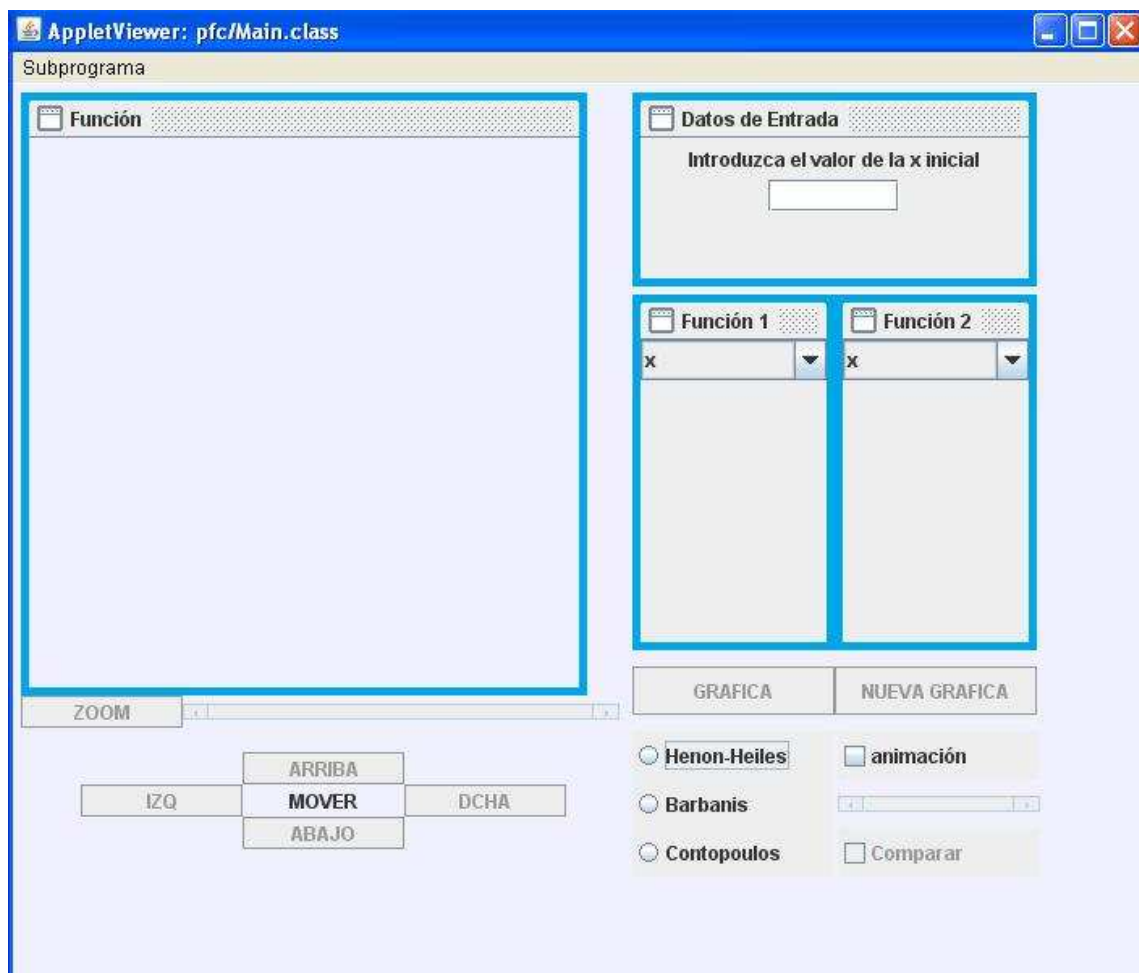 AppletViewer: pfc/Main.class
Subprograma
Función
Datos de Entrada
Introduzca el valor de la x inicial
Función 1
Función 2
x
x
GRAFICA
NUEVA GRAFICA
ZOOM
ARRIBA
IZQ
MOVER
DCHA
ABAJO
Henon-Heiles
animación
Barbanis
Contopoulos
Comparar